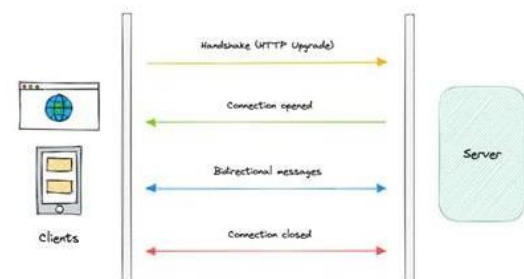 Handshake (HTTP Upgrade)
Connection opened
Bidirectional messages
Connection closed
Clients
Server